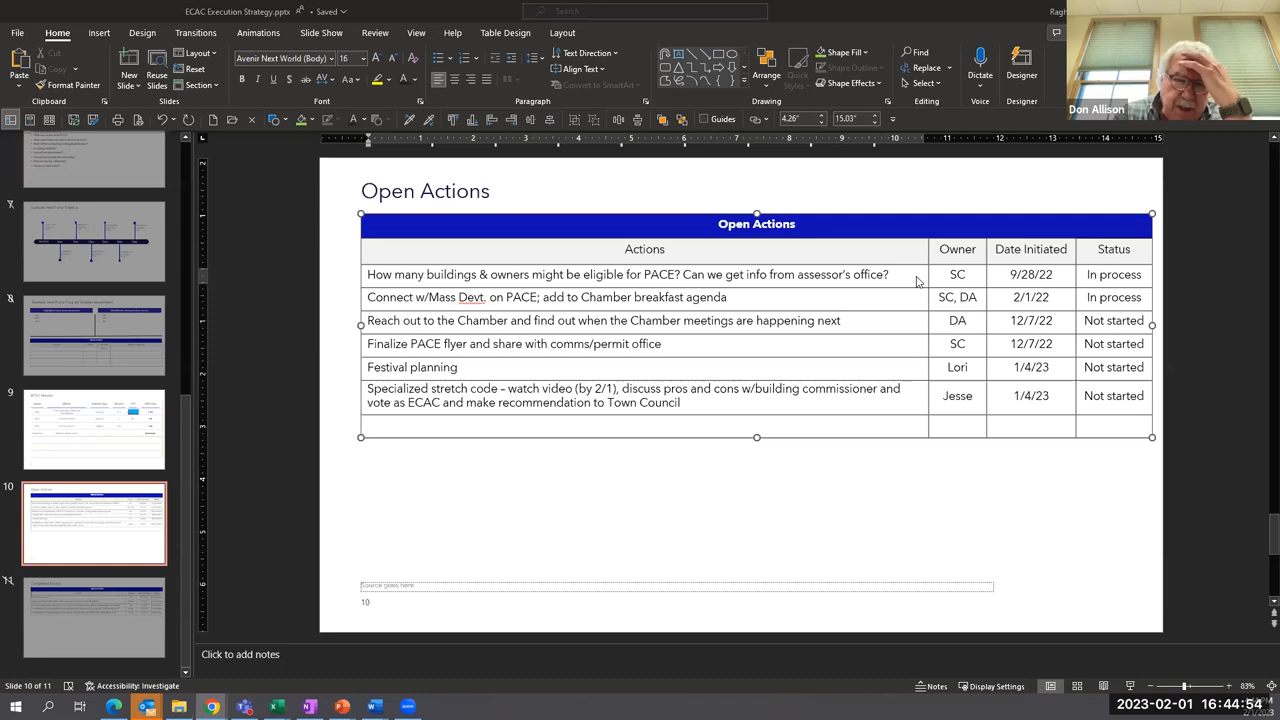 ECAC Execution Strategy.pptx
Saved
Search
Ragh
File
Home
Insert
Design
Transitions
Animations
Slide Show
Review
View
Recording
Help
Table Design
Layout
Paste
Cut
Copy
Format Painter
Clipboard
New Slide
Reuse Slides
Layout
Reset
Section
Slides
Avenir Next World (Body)
16
Font
Text Direction
Align Text
Convert to SmartArt
Paragraph
Arrange
Quick Styles
Shape Fill
Shape Outline
Shape Effects
Drawing
Find
Replace
Select
Editing
Dictate
Voice
Designer
Designer
Don Allison
Guides
4.26"
15.03"
Open Actions
Open Actions
Actions Owner Date Initiated Status
How many buildings & owners might be eligible for PACE? Can we get info from assessor's office? SC 9/28/22 In process
Connect w/Mass Devt. on PACE; add to Chamber breakfast agenda SC, DA 2/1/22 In process
Reach out to the Chamber and find out when the Chamber meetings are happening next DA 12/7/22 Not started
Finalize PACE flyer and share with comms/permit office SC 12/7/22 Not started
Festival planning Lori 1/4/23 Not started
Specialized stretch code – watch video (by 2/1), discuss pros and cons w/building commissioner and
vote as ECAC and make recommendation to Town Council Jesse 1/4/23 Not started
Source goes here
10
9
10
Click to add notes
Slide 10 of 11
Accessibility: Investigate
Notes
Display Settings
83%
2023-02-01 16:44:54